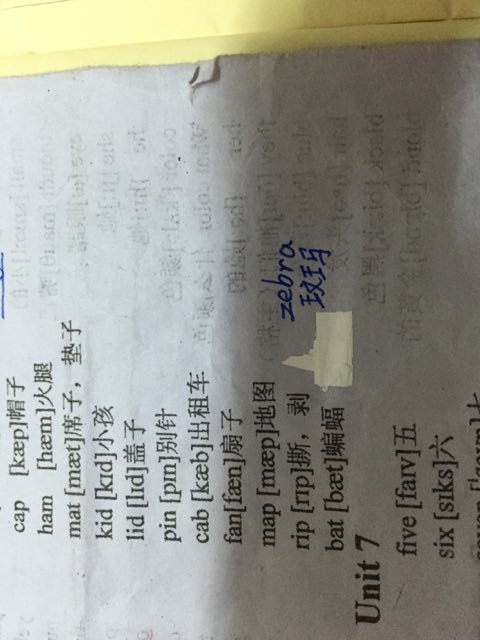 cap [kæp]帽子
ham [hæm]火腿
mat [mæt]席子，垫子
kid [kɪd]小孩
lid [lɪd]盖子
pin [pɪn]别针
cab [kæb]出租车
fan[fæn]扇子
map [mæp]地图
zebra
rip [rɪp]撕，剥
bat [bæt]蝙蝠
Unit 7
five [faɪv]五
six [sɪks]六